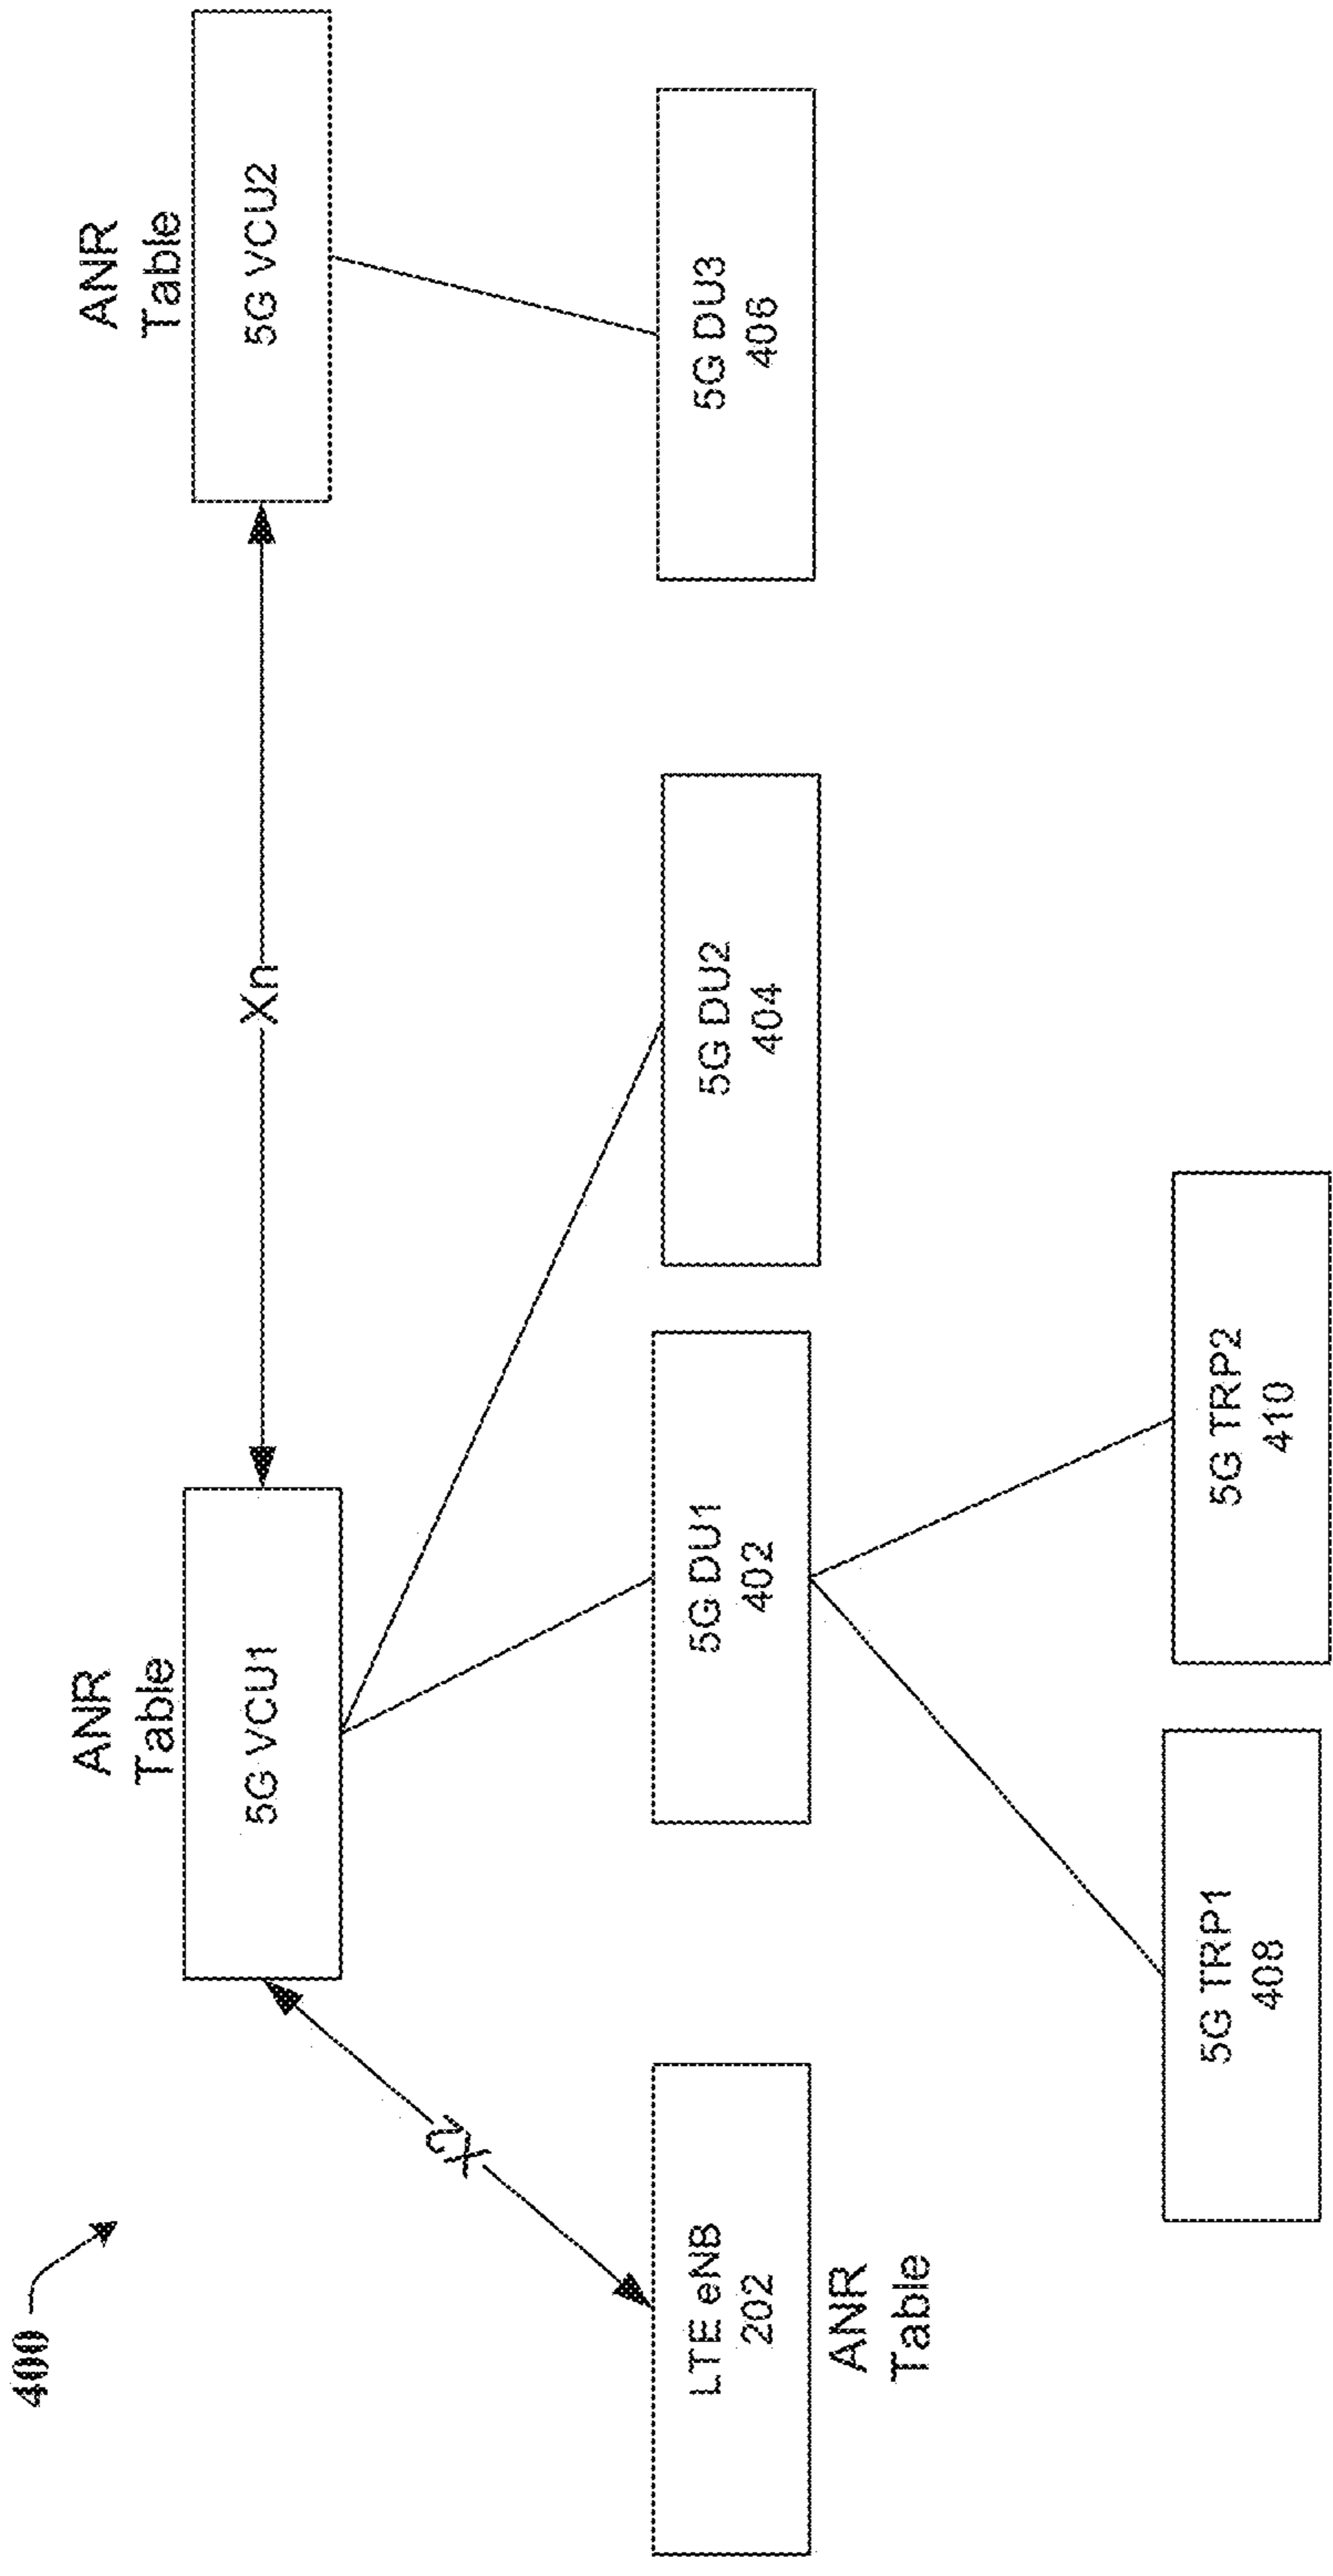 400
ANR
Table
5G VCU1
Xn
ANR
Table
5G VCU2
X2
LTE eNB
202
ANR
Table
5G DU1
402
5G DU2
404
5G DU3
406
5G TRP1
408
5G TRP2
410